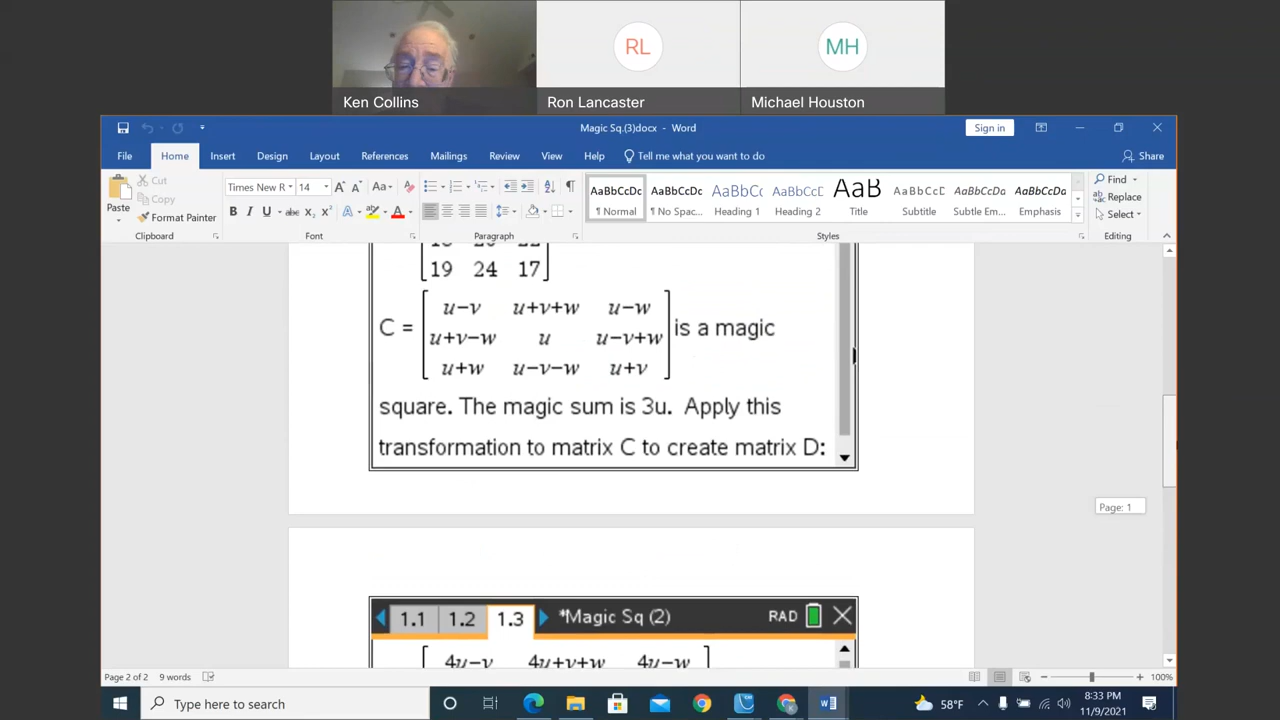 RL
MH
Ken Collins
Ron Lancaster
Michael Houston
Magic Sq.(3)docx - Word
Sign in
File Home Insert Design Layout References Mailings Review View Help Tell me what you want to do
Share
Paste
Cut
Copy
Format Painter
Clipboard
Times New R 14
Font
Paragraph
AaBbCcDc AaBbCcDc AaBbCc AaBbCcI AaB AaBbCcDc AaBbCcDc AaBbCcDc
¶ Normal ¶ No Spac... Heading 1 Heading 2 Title Subtitle Subtle Em... Emphasis
Styles
Find
Replace
Select
Editing
19 24 17
C = [ u−v u+v+w u−w
u+v−w u u−v+w
u+w u−v−w u+v ] is a magic
square. The magic sum is 3u. Apply this
transformation to matrix C to create matrix D:
Page: 1
1.1 1.2 1.3 *Magic Sq (2) RAD
4u−v 4u+v+w 4u−w
Page 2 of 2 9 words
100%
Type here to search
58°F
8:33 PM
11/9/2021